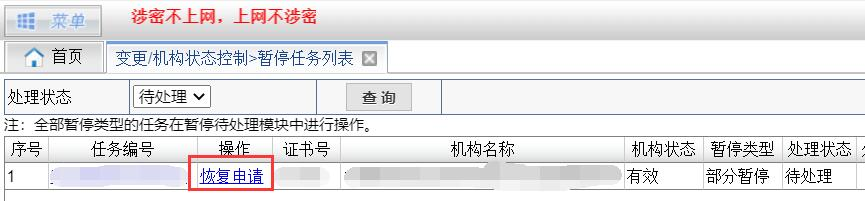 菜单
涉密不上网，上网不涉密
首页
变更/机构状态控制>暂停任务列表
处理状态 待处理 查 询
注：全部暂停类型的任务在暂停待处理模块中进行操作。
序号 任务编号 操作 证书号 机构名称 机构状态 暂停类型 处理状态
1 恢复申请 有效 部分暂停 待处理